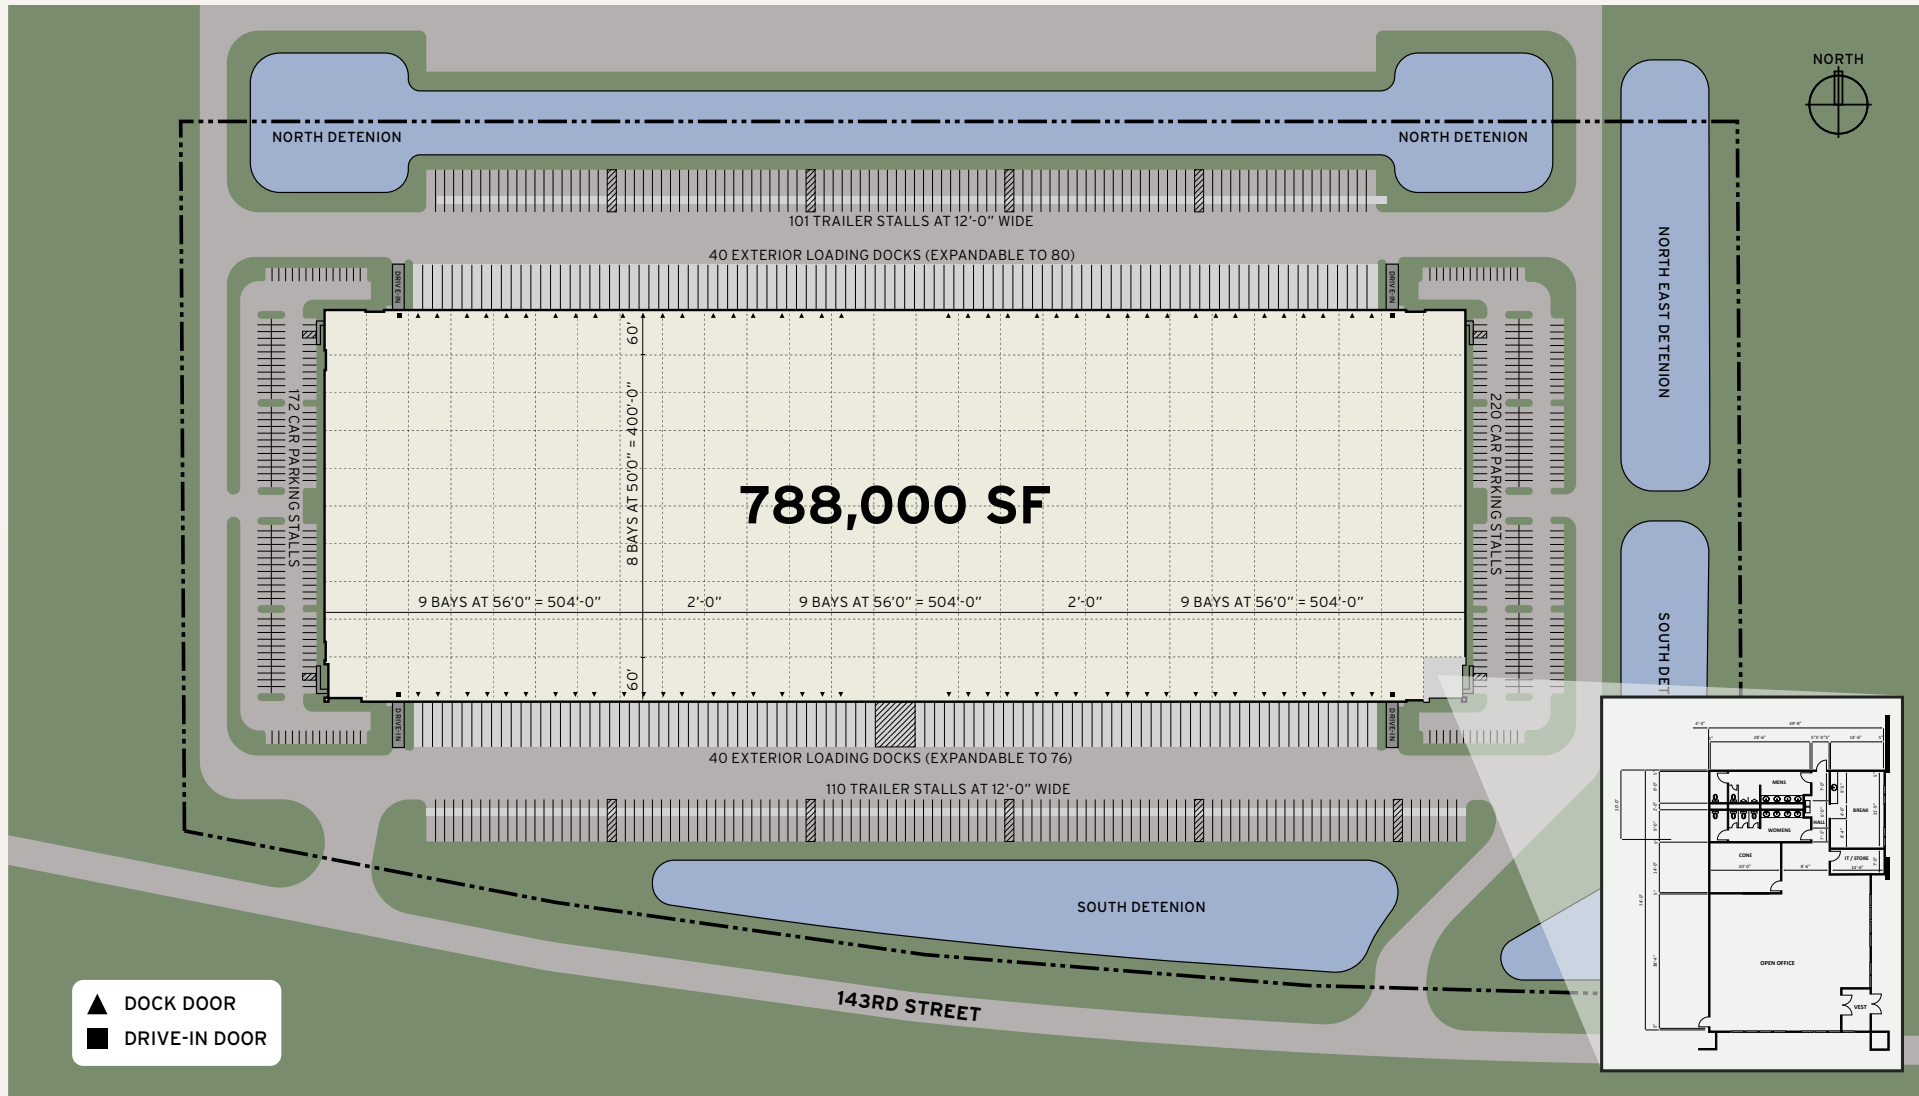 NORTH
NORTH DETENION
NORTH DETENION
101 TRAILER STALLS AT 12'-0" WIDE
40 EXTERIOR LOADING DOCKS (EXPANDABLE TO 80)
DRIVE-IN
DRIVE-IN
NORTH EAST DETENION
60'
172 CAR PARKING STALLS
8 BAYS AT 50'0" = 400'-0"
220 CAR PARKING STALLS
788,000 SF
9 BAYS AT 56'0" = 504'-0"
2'-0"
9 BAYS AT 56'0" = 504'-0"
2'-0"
9 BAYS AT 56'0" = 504'-0"
60'
SOUTH DET
DRIVE-IN
DRIVE-IN
40 EXTERIOR LOADING DOCKS (EXPANDABLE TO 76)
110 TRAILER STALLS AT 12'-0" WIDE
MENS
BREAK
HALL
WOMENS
CONF
IT / STORE
OPEN OFFICE
VEST
SOUTH DETENION
143RD STREET
DOCK DOOR
DRIVE-IN DOOR